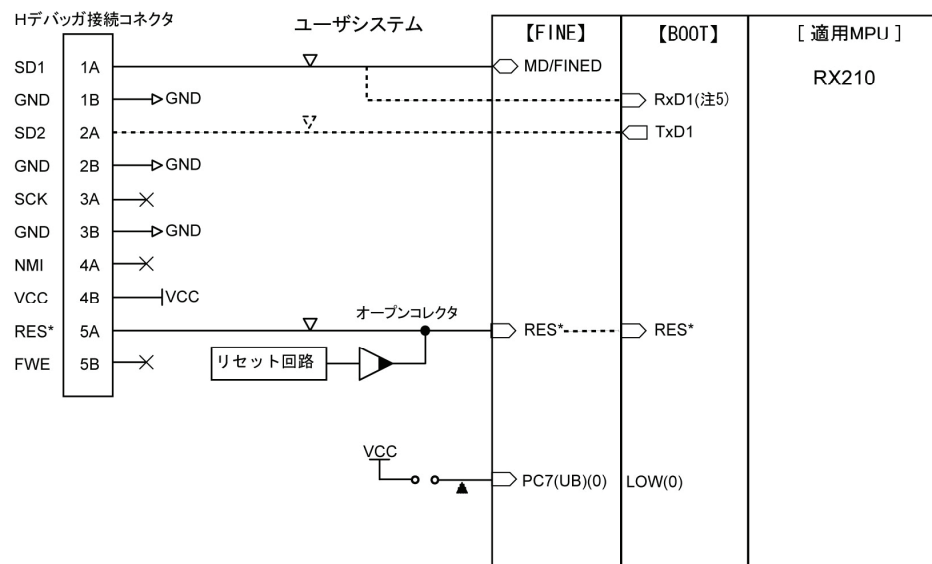 Hデバッガ接続コネクタ
ユーザシステム
【FINE】
【BOOT】
[ 適用MPU ]
RX210
SD1 1A MD/FINED
GND 1B GND RxD1(注5)
SD2 2A TxD1
GND 2B GND
SCK 3A
GND 3B GND
NMI 4A
VCC 4B VCC
オープンコレクタ
RES* 5A RES* RES*
FWE 5B リセット回路
VCC
PC7(UB)(0) LOW(0)